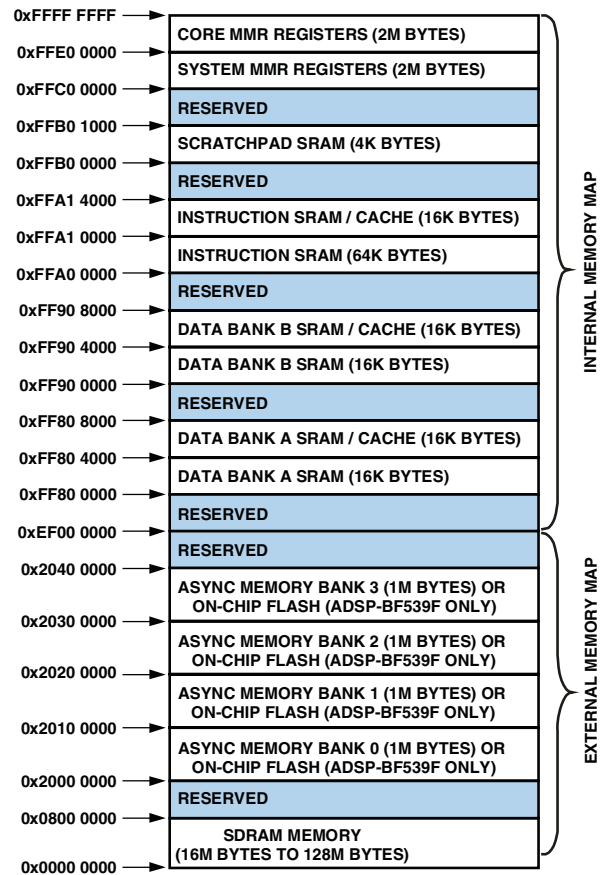 0xFFFF FFFF
CORE MMR REGISTERS (2M BYTES)
0xFFE0 0000
SYSTEM MMR REGISTERS (2M BYTES)
0xFFC0 0000
RESERVED
0xFFB0 1000
SCRATCHPAD SRAM (4K BYTES)
0xFFB0 0000
RESERVED
0xFFA1 4000
INSTRUCTION SRAM / CACHE (16K BYTES)
0xFFA1 0000
INSTRUCTION SRAM (64K BYTES)
0xFFA0 0000
RESERVED
0xFF90 8000
DATA BANK B SRAM / CACHE (16K BYTES)
0xFF90 4000
DATA BANK B SRAM (16K BYTES)
0xFF90 0000
RESERVED
0xFF80 8000
DATA BANK A SRAM / CACHE (16K BYTES)
0xFF80 4000
DATA BANK A SRAM (16K BYTES)
0xFF80 0000
RESERVED
0xEF00 0000
RESERVED
0x2040 0000
ASYNC MEMORY BANK 3 (1M BYTES) OR
ON-CHIP FLASH (ADSP-BF539F ONLY)
0x2030 0000
ASYNC MEMORY BANK 2 (1M BYTES) OR
ON-CHIP FLASH (ADSP-BF539F ONLY)
0x2020 0000
ASYNC MEMORY BANK 1 (1M BYTES) OR
ON-CHIP FLASH (ADSP-BF539F ONLY)
0x2010 0000
ASYNC MEMORY BANK 0 (1M BYTES) OR
ON-CHIP FLASH (ADSP-BF539F ONLY)
0x2000 0000
RESERVED
0x0800 0000
SDRAM MEMORY
(16M BYTES TO 128M BYTES)
0x0000 0000
INTERNAL MEMORY MAP
EXTERNAL MEMORY MAP